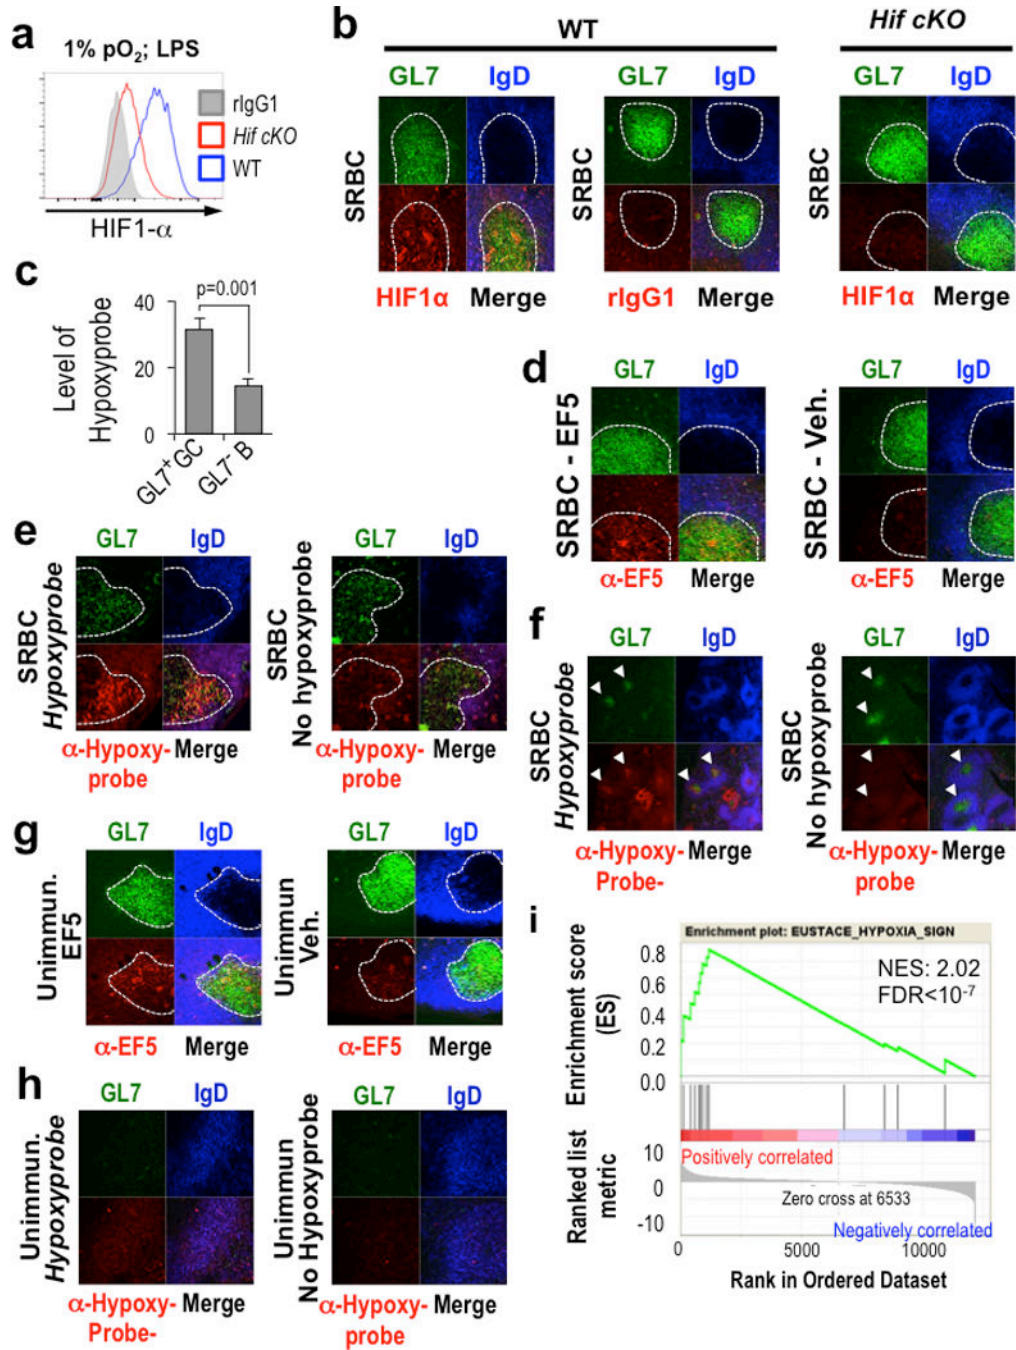 a
1% pO2; LPS
rIgG1
Hif cKO
WT
HIF1-α
b
WT
Hif cKO
GL7 IgD GL7 IgD GL7 IgD
SRBC SRBC SRBC
HIF1α Merge rIgG1 Merge HIF1α Merge
c
p=0.001
Level of
Hypoxyprobe
40
20
0
GL7+GC
GL7- B
d
GL7 IgD GL7 IgD
SRBC - EF5 SRBC - Veh.
α-EF5 Merge α-EF5 Merge
e
GL7 IgD GL7 IgD
SRBC
Hypoxyprobe
SRBC
No hypoxyprobe
α-Hypoxy- Merge α-Hypoxy- Merge
probe probe
f
GL7 IgD GL7 IgD
SRBC
Hypoxyprobe
SRBC
No hypoxyprobe
α-Hypoxy- Merge α-Hypoxy- Merge
Probe- probe
g
GL7 IgD GL7 IgD
Unimmun.
EF5
Unimmun
Veh.
α-EF5 Merge α-EF5 Merge
h
GL7 IgD GL7 IgD
Unimmun.
Hypoxyprobe
Unimmun
No Hypoxyprobe
α-Hypoxy- Merge α-Hypoxy- Merge
Probe- probe
i
Enrichment plot: EUSTACE_HYPOXIA_SIGN
Enrichment score
(ES)
0.8
0.6
0.4
0.2
0.0
NES: 2.02
FDR<10-7
Ranked list
metric
10
0
-10
Positively correlated
Zero cross at 6533
Negatively correlated
0 5000 10000
Rank in Ordered Dataset